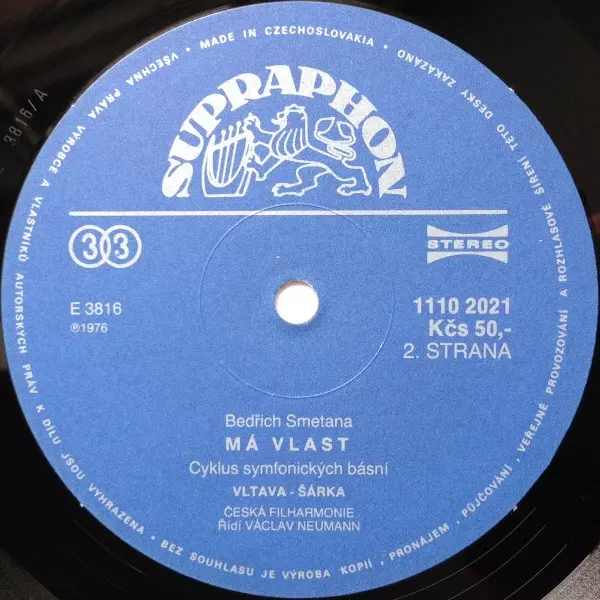 MADE IN CZECHOSLOVAKIA • VŠECHNA PRÁVA VÝROBCE A VLASTNÍKŮ AUTORSKÝCH PRÁV K DÍLU JSOU VYHRAZENA • BEZ SOUHLASU JE VÝROBA KOPIÍ, PRONÁJEM, PŮJČOVÁNÍ, VEŘEJNÉ PROVOZOVÁNÍ A ROZHLASOVÉ ŠÍŘENÍ TÉTO DESKY ZAKÁZÁNO
3816/A
SUPRAPHON
33
STEREO
E 3816
℗1976
1110 2021
Kčs 50,-
2. STRANA
Bedřich Smetana
MÁ VLAST
Cyklus symfonických básní
VLTAVA - ŠÁRKA
ČESKÁ FILHARMONIE
Řídí VÁCLAV NEUMANN